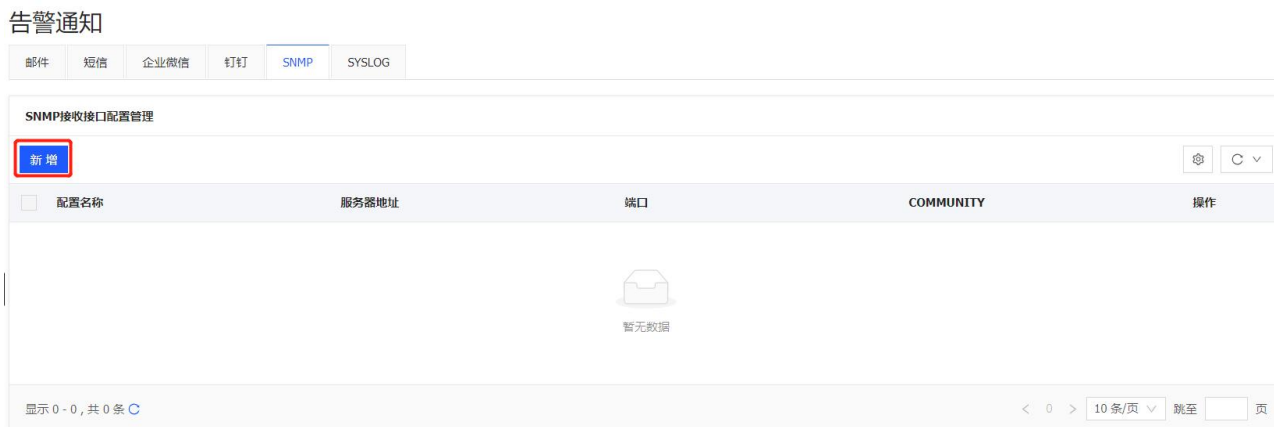 告警通知
邮件 短信 企业微信 钉钉 SNMP SYSLOG
SNMP接收接口配置管理
新增
配置名称 服务器地址 端口 COMMUNITY 操作
暂无数据
显示 0 - 0 , 共 0 条 < 0 > 10 条/页 跳至 页